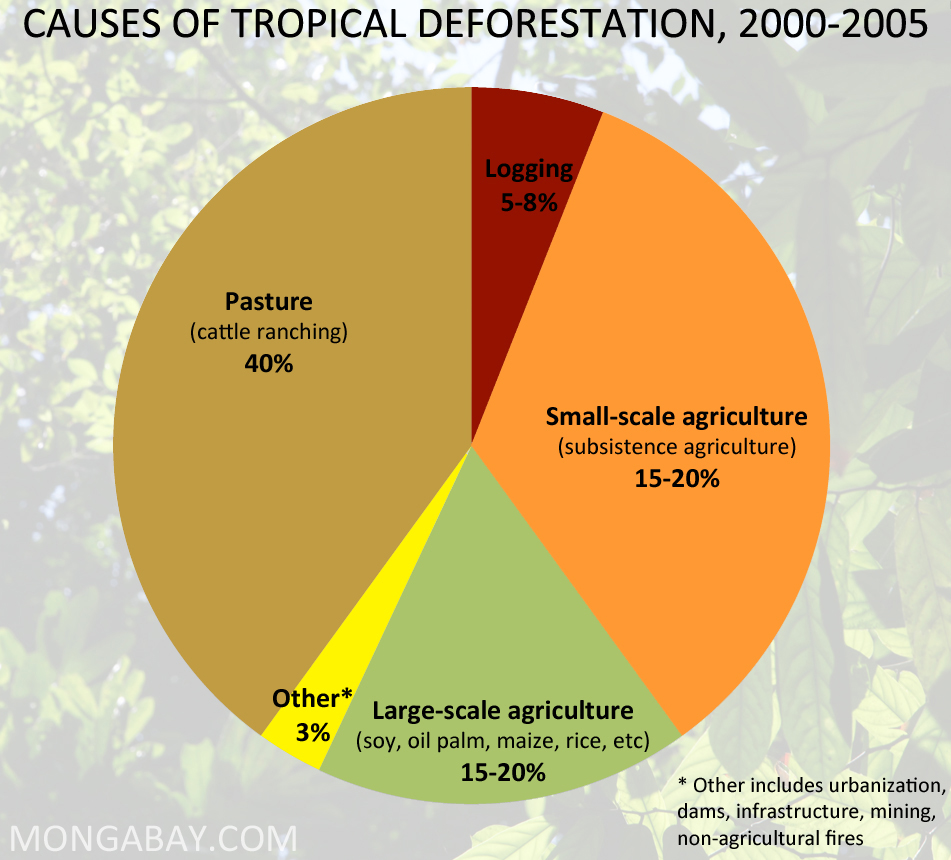 CAUSES OF TROPICAL DEFORESTATION, 2000-2005
Logging
5-8%
Pasture
(cattle ranching)
40%
Small-scale agriculture
(subsistence agriculture)
15-20%
Other*
3%
Large-scale agriculture
(soy, oil palm, maize, rice, etc)
15-20%
* Other includes urbanization,
dams, infrastructure, mining,
non-agricultural fires
MONGABAY.COM